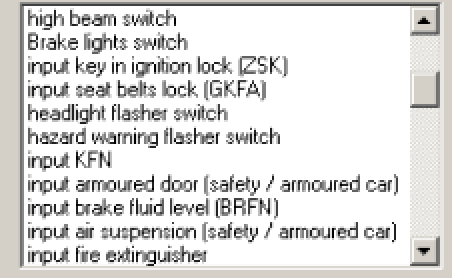 high beam switch
Brake lights switch
input key in ignition lock (ZSK)
input seat belts lock (GKFA)
headlight flasher switch
hazard warning flasher switch
input KFN
input armoured door (safety / armoured car)
input brake fluid level (BRFN)
input air suspension (safety / armoured car)
input fire extinguisher